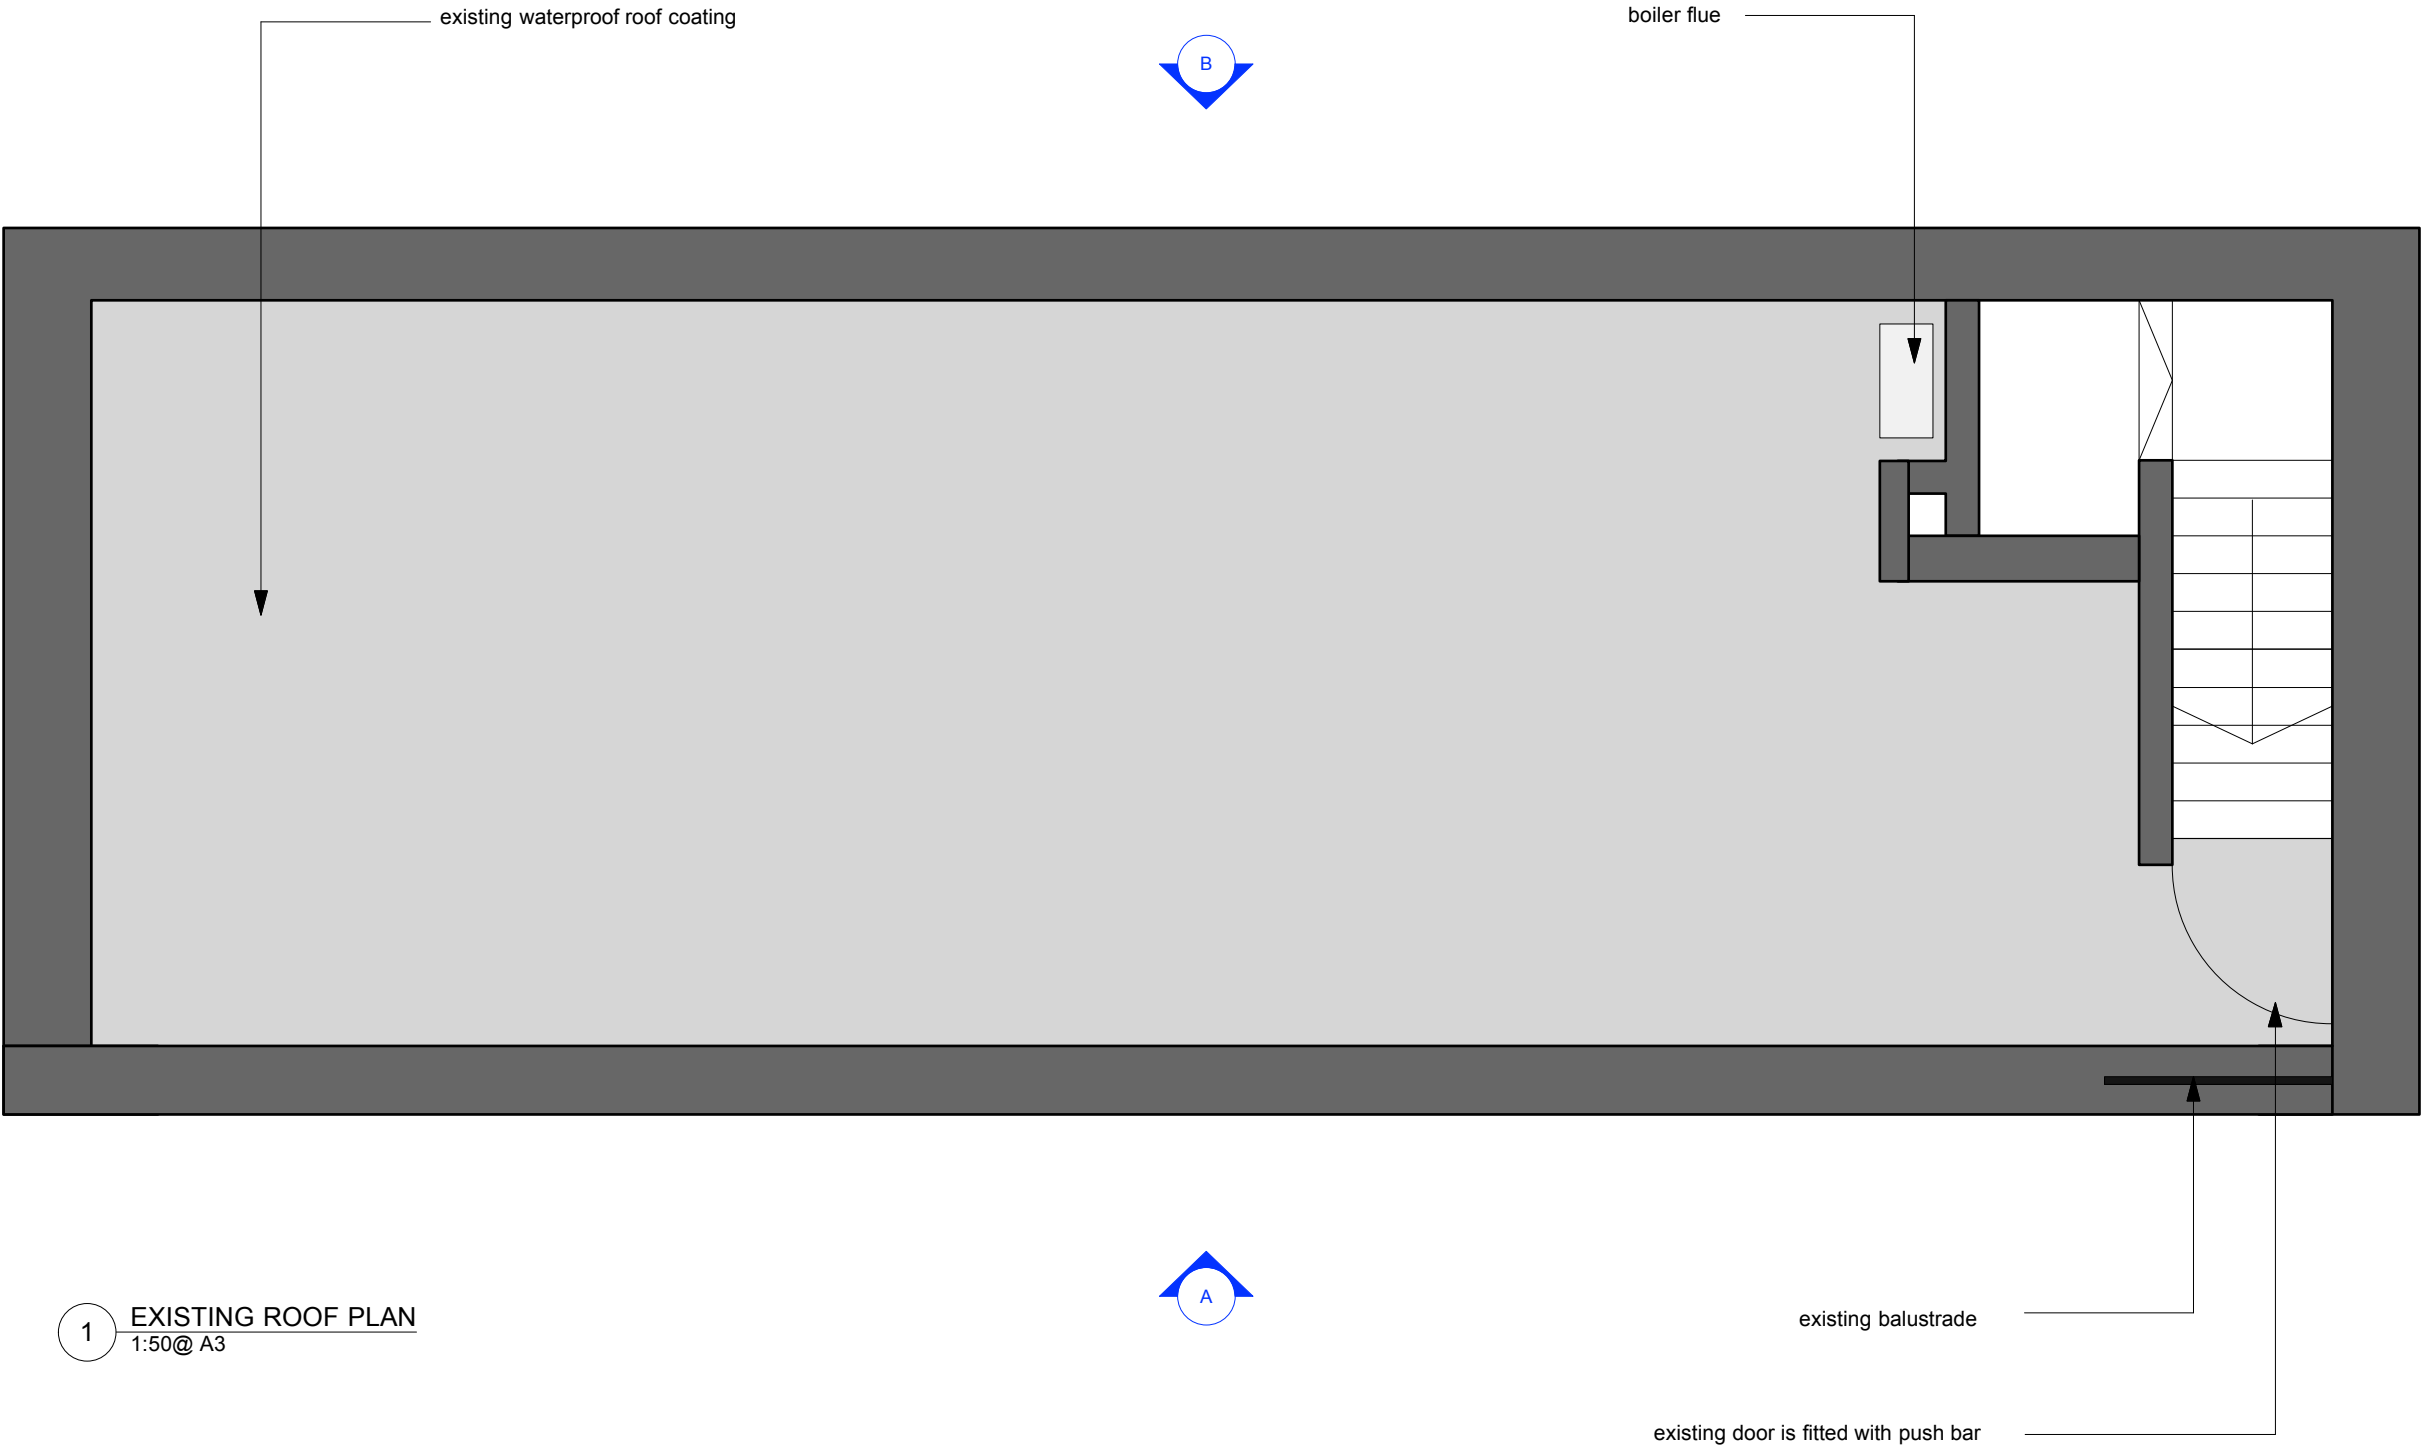 existing waterproof roof coating
boiler flue
B
A
1
EXISTING ROOF PLAN
1:50@ A3
existing balustrade
existing door is fitted with push bar